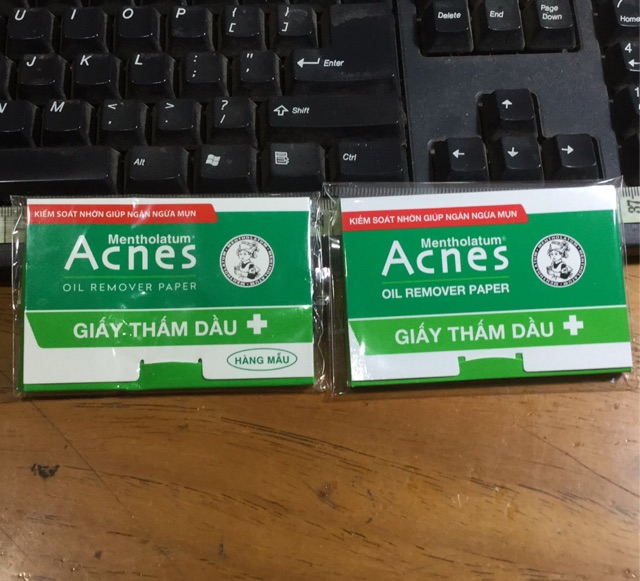 U I O P { [ } ]
Delete End Page Down
J K L : ; " ' Enter
Home
N M < , > . ? / Shift
Alt Ctrl
KIỂM SOÁT NHỜN GIÚP NGĂN NGỪA MỤN
Mentholatum®
Acnes
OIL REMOVER PAPER
GIẤY THẤM DẦU
HÀNG MẪU
KIỂM SOÁT NHỜN GIÚP NGĂN NGỪA MỤN
Mentholatum®
Acnes
OIL REMOVER PAPER
GIẤY THẤM DẦU